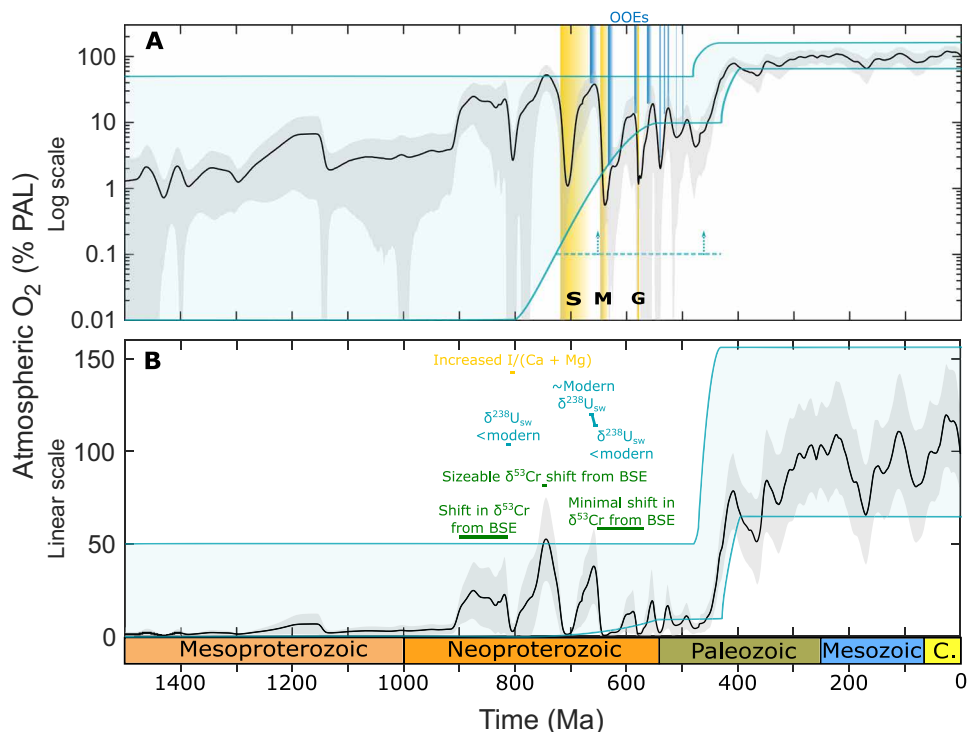 OOEs
A
100
10
1
0.1
0.01
Log scale
S M G
Atmospheric O₂ (% PAL)
B
150
100
50
0
Linear scale
Increased I/(Ca + Mg)
~Modern
δ²³⁸Usw
δ²³⁸Usw
<modern
δ²³⁸Usw
<modern
Sizeable δ⁵³Cr shift from BSE
Shift in δ⁵³Cr
from BSE
Minimal shift in
δ⁵³Cr from BSE
Mesoproterozoic Neoproterozoic Paleozoic Mesozoic C.
1400 1200 1000 800 600 400 200 0
Time (Ma)